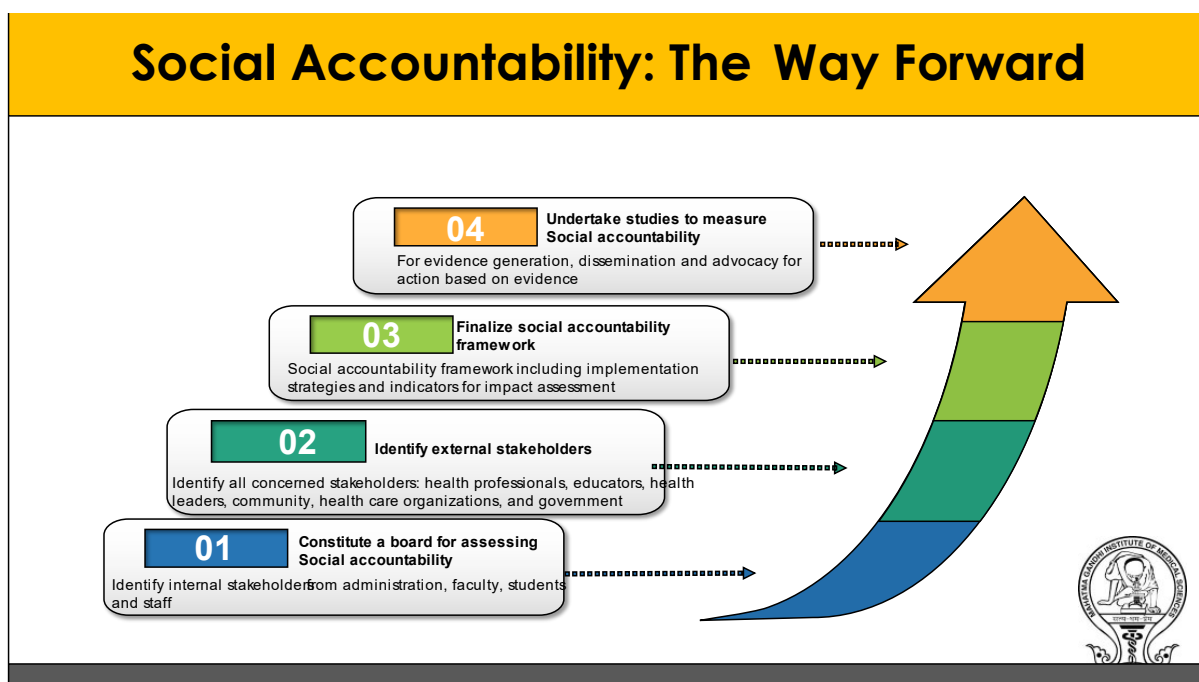 Social Accountability: The Way Forward
04
Undertake studies to measure
Social accountability
For evidence generation, dissemination and advocacy for
action based on evidence
03
Finalize social accountability
framework
Social accountability framework including implementation
strategies and indicators for impact assessment
02
Identify external stakeholders
Identify all concerned stakeholders: health professionals, educators, health
leaders, community, health care organizations, and government
01
Constitute a board for assessing
Social accountability
Identify internal stakeholders from administration, faculty, students
and staff
MAHATMA GANDHI INSTITUTE OF MEDICAL SCIENCES
सत्य-श्रम-प्रेम